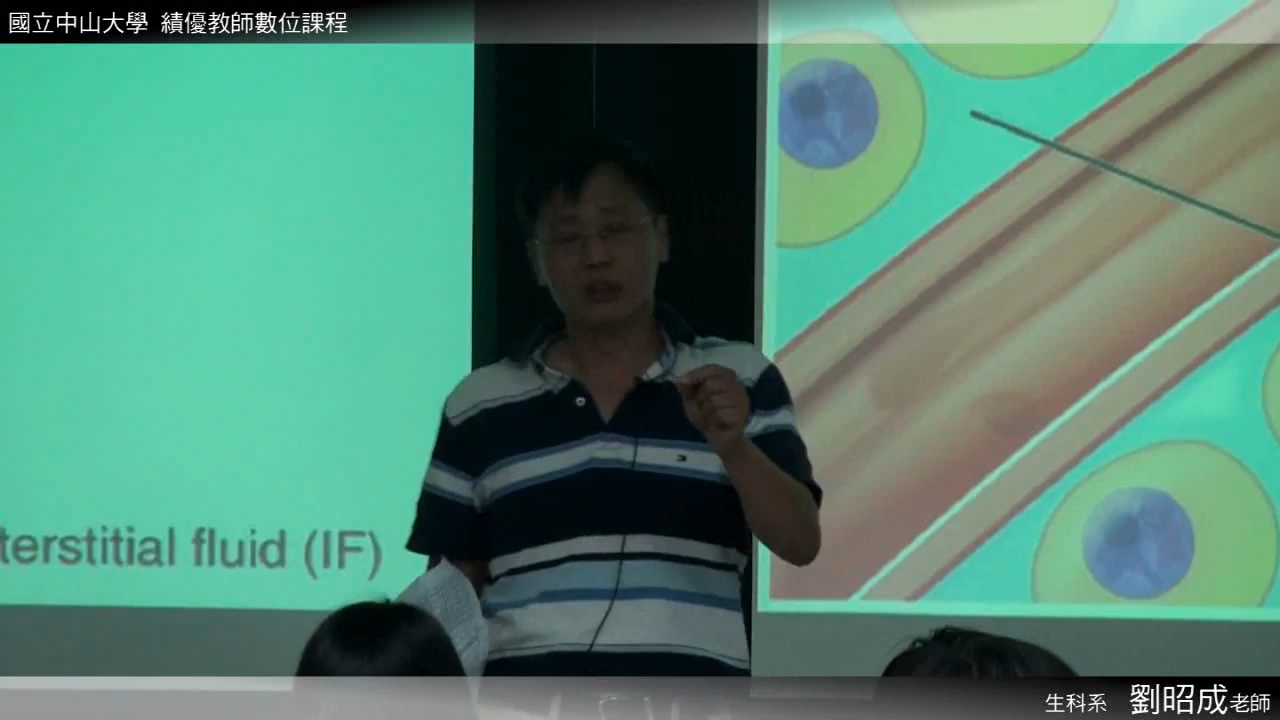 國立中山大學 績優教師數位課程
terstitial fluid (IF)
生科系 劉昭成老師